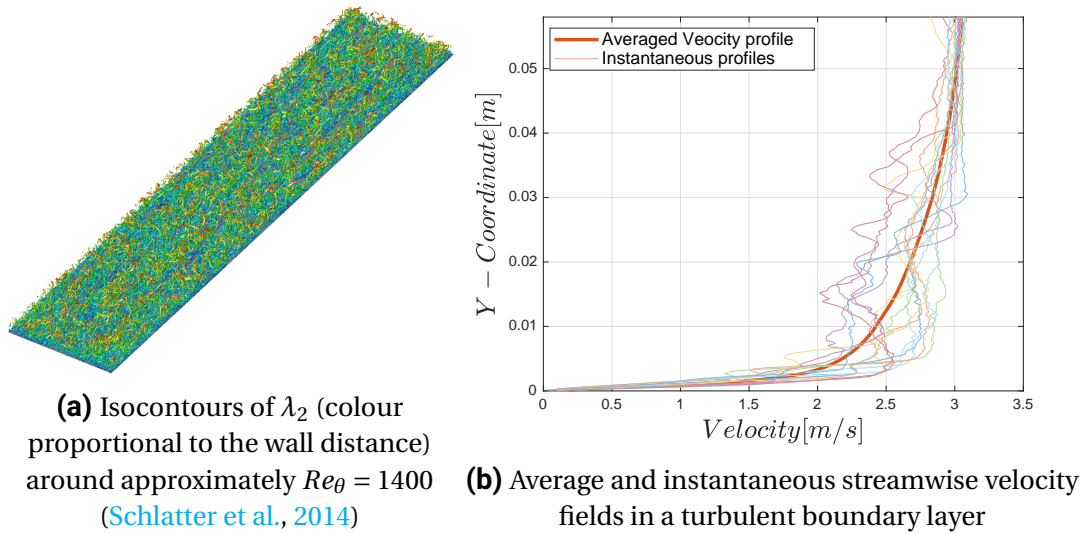 Averaged Veocity profile
Instantaneous profiles
Y − Coordinate[m]
0.05
0.04
0.03
0.02
0.01
0
0 0.5 1 1.5 2 2.5 3 3.5
Velocity[m/s]
(a) Isocontours of λ2 (colour
proportional to the wall distance)
around approximately Reθ = 1400
(Schlatter et al., 2014)
(b) Average and instantaneous streamwise velocity
fields in a turbulent boundary layer